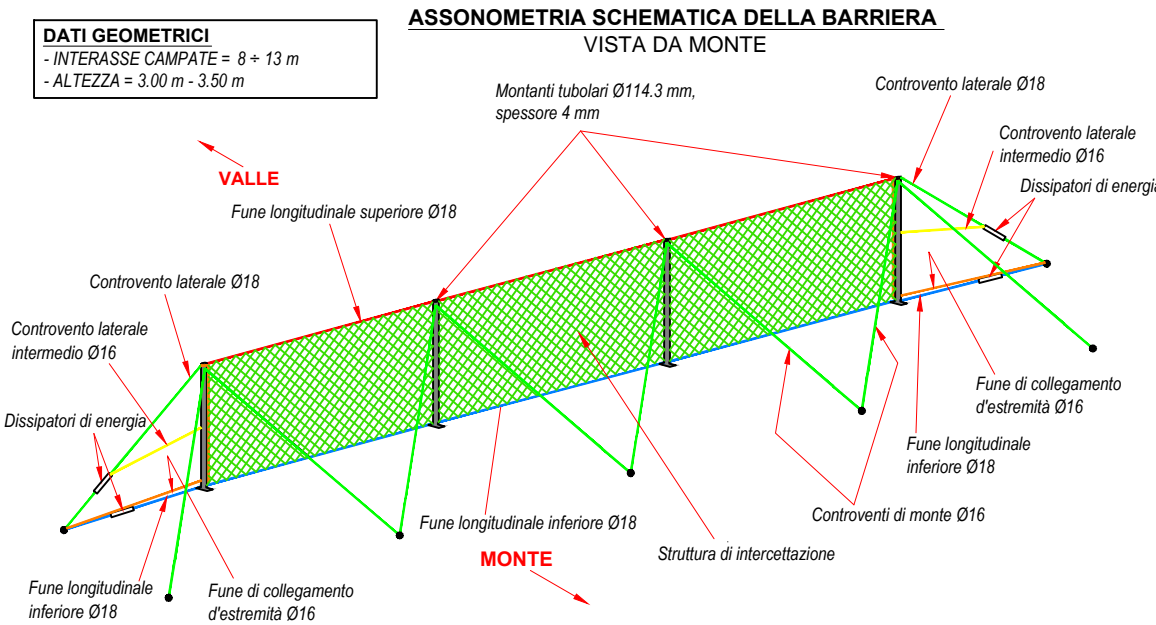 ASSONOMETRIA SCHEMATICA DELLA BARRIERA
VISTA DA MONTE
DATI GEOMETRICI
- INTERASSE CAMPATE = 8 ÷ 13 m
- ALTEZZA = 3.00 m - 3.50 m
Montanti tubolari Ø114.3 mm,
spessore 4 mm
Controvento laterale Ø18
Controvento laterale
intermedio Ø16
Dissipatori di energia
VALLE
Fune longitudinale superiore Ø18
Controvento laterale Ø18
Controvento laterale
intermedio Ø16
Dissipatori di energia
Fune di collegamento
d'estremità Ø16
Fune longitudinale
inferiore Ø18
Controventi di monte Ø16
Fune longitudinale inferiore Ø18
Struttura di intercettazione
MONTE
Fune longitudinale
inferiore Ø18
Fune di collegamento
d'estremità Ø16